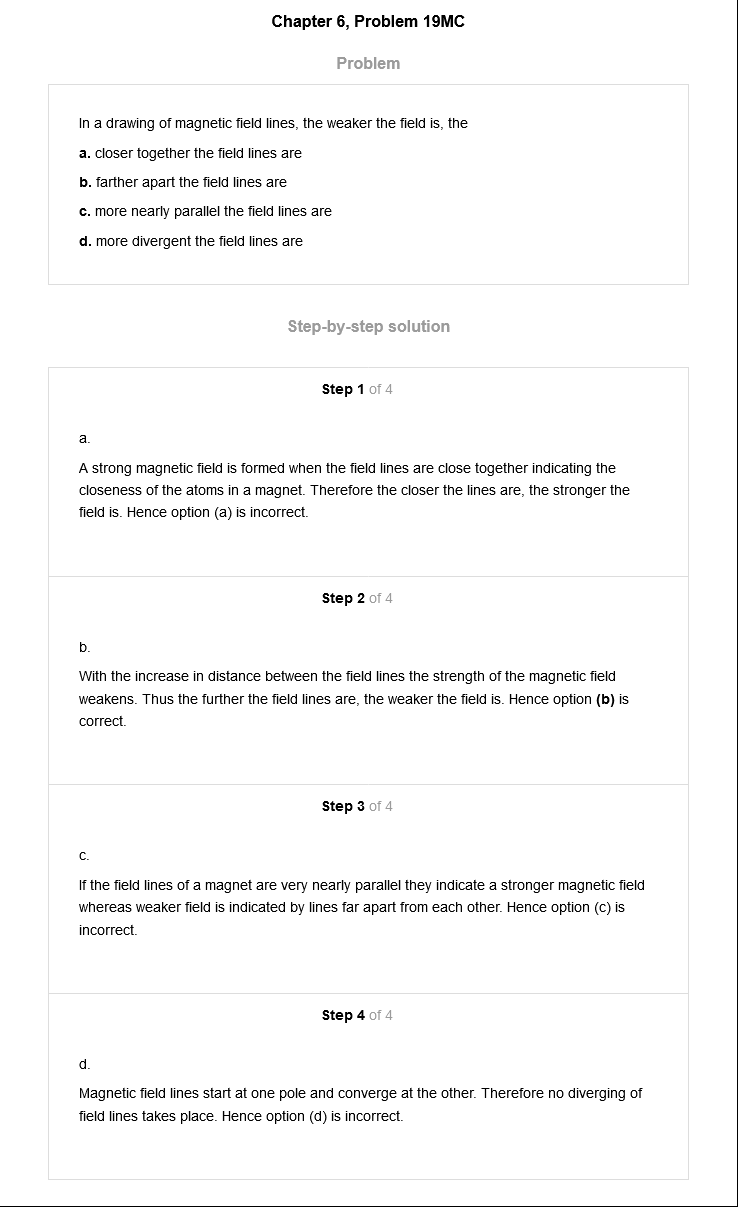 Chapter 6, Problem 19MC
Problem
In a drawing of magnetic field lines, the weaker the field is, the
a. closer together the field lines are
b. farther apart the field lines are
c. more nearly parallel the field lines are
d. more divergent the field lines are
Step-by-step solution
Step 1 of 4
a.
A strong magnetic field is formed when the field lines are close together indicating the
closeness of the atoms in a magnet. Therefore the closer the lines are, the stronger the
field is. Hence option (a) is incorrect.
Step 2 of 4
b.
With the increase in distance between the field lines the strength of the magnetic field
weakens. Thus the further the field lines are, the weaker the field is. Hence option (b) is
correct.
Step 3 of 4
c.
If the field lines of a magnet are very nearly parallel they indicate a stronger magnetic field
whereas weaker field is indicated by lines far apart from each other. Hence option (c) is
incorrect.
Step 4 of 4
d.
Magnetic field lines start at one pole and converge at the other. Therefore no diverging of
field lines takes place. Hence option (d) is incorrect.